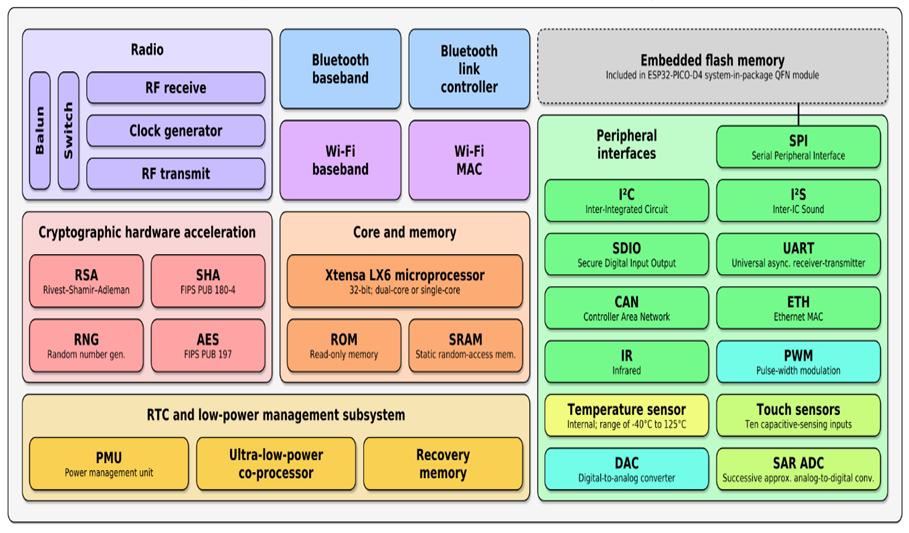 Radio
Balun
Switch
RF receive
Clock generator
RF transmit
Bluetooth
baseband
Bluetooth
link
controller
Wi-Fi
baseband
Wi-Fi
MAC
Embedded flash memory
Included in ESP32-PICO-D4 system-in-package QFN module
Cryptographic hardware acceleration
RSA
Rivest–Shamir–Adleman
SHA
FIPS PUB 180-4
RNG
Random number gen.
AES
FIPS PUB 197
Core and memory
Xtensa LX6 microprocessor
32-bit; dual-core or single-core
ROM
Read-only memory
SRAM
Static random-access mem.
RTC and low-power management subsystem
PMU
Power management unit
Ultra-low-power
co-processor
Recovery
memory
Peripheral
interfaces
SPI
Serial Peripheral Interface
I²C
Inter-Integrated Circuit
I²S
Inter-IC Sound
SDIO
Secure Digital Input Output
UART
Universal async. receiver-transmitter
CAN
Controller Area Network
ETH
Ethernet MAC
IR
Infrared
PWM
Pulse-width modulation
Temperature sensor
Internal; range of -40°C to 125°C
Touch sensors
Ten capacitive-sensing inputs
DAC
Digital-to-analog converter
SAR ADC
Successive approx. analog-to-digital conv.